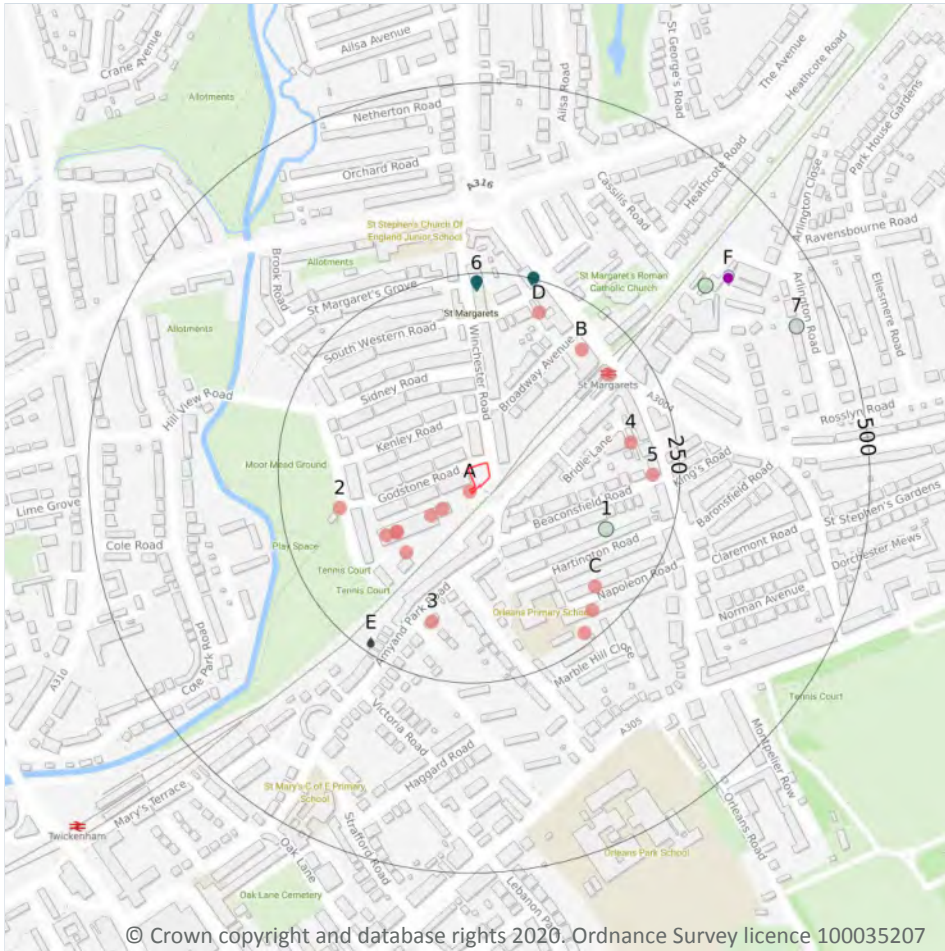 Ailsa Avenue
Crane Avenue
Allotments
Netherton Road
Ailsa Road
St George's Road
The Avenue
Heathcote Road
Park House Gardens
Orchard Road
A316
Cassilis Road
Heathcote Road
Arlington Close
Ravensbourne Road
St Stephen's Church Of
England Junior School
Brook Road
Allotments
6
St Margaret's Roman
Catholic Church
F
St Margaret's Grove
St Margarets
D
Arlington Road
7
Ellesmere Road
Allotments
South Western Road
Winchester Road
B
Broadway Avenue
St Margarets
Sidney Road
A3004
Hill View Road
Rosslyn Road
Kenley Road
4
250
500
Moor Mead Ground
Godstone Road
A
Bridle Lane
5
King's Road
2
Beaconsfield Road
Baronsfield Road
St Stephen's Gardens
Lime Grove
Cole Road
Play Space
1
Hartington Road
Claremont Road
Dorchester Mews
Tennis Court
Tennis Court
C
Napoleon Road
Norman Avenue
3
Amyand Park Road
Orleans Primary School
E
Cole Park Road
Marble Hill Close
A310
Tennis Court
Victoria Road
A305
Montpelier Row
Haggard Road
St Mary's C of E Primary
School
Mary's Terrace
Twickenham
Strafford Road
Orleans Road
Oak Lane
Orleans Park School
Oak Lane Cemetery
Lebanon Park
© Crown copyright and database rights 2020. Ordnance Survey licence 100035207